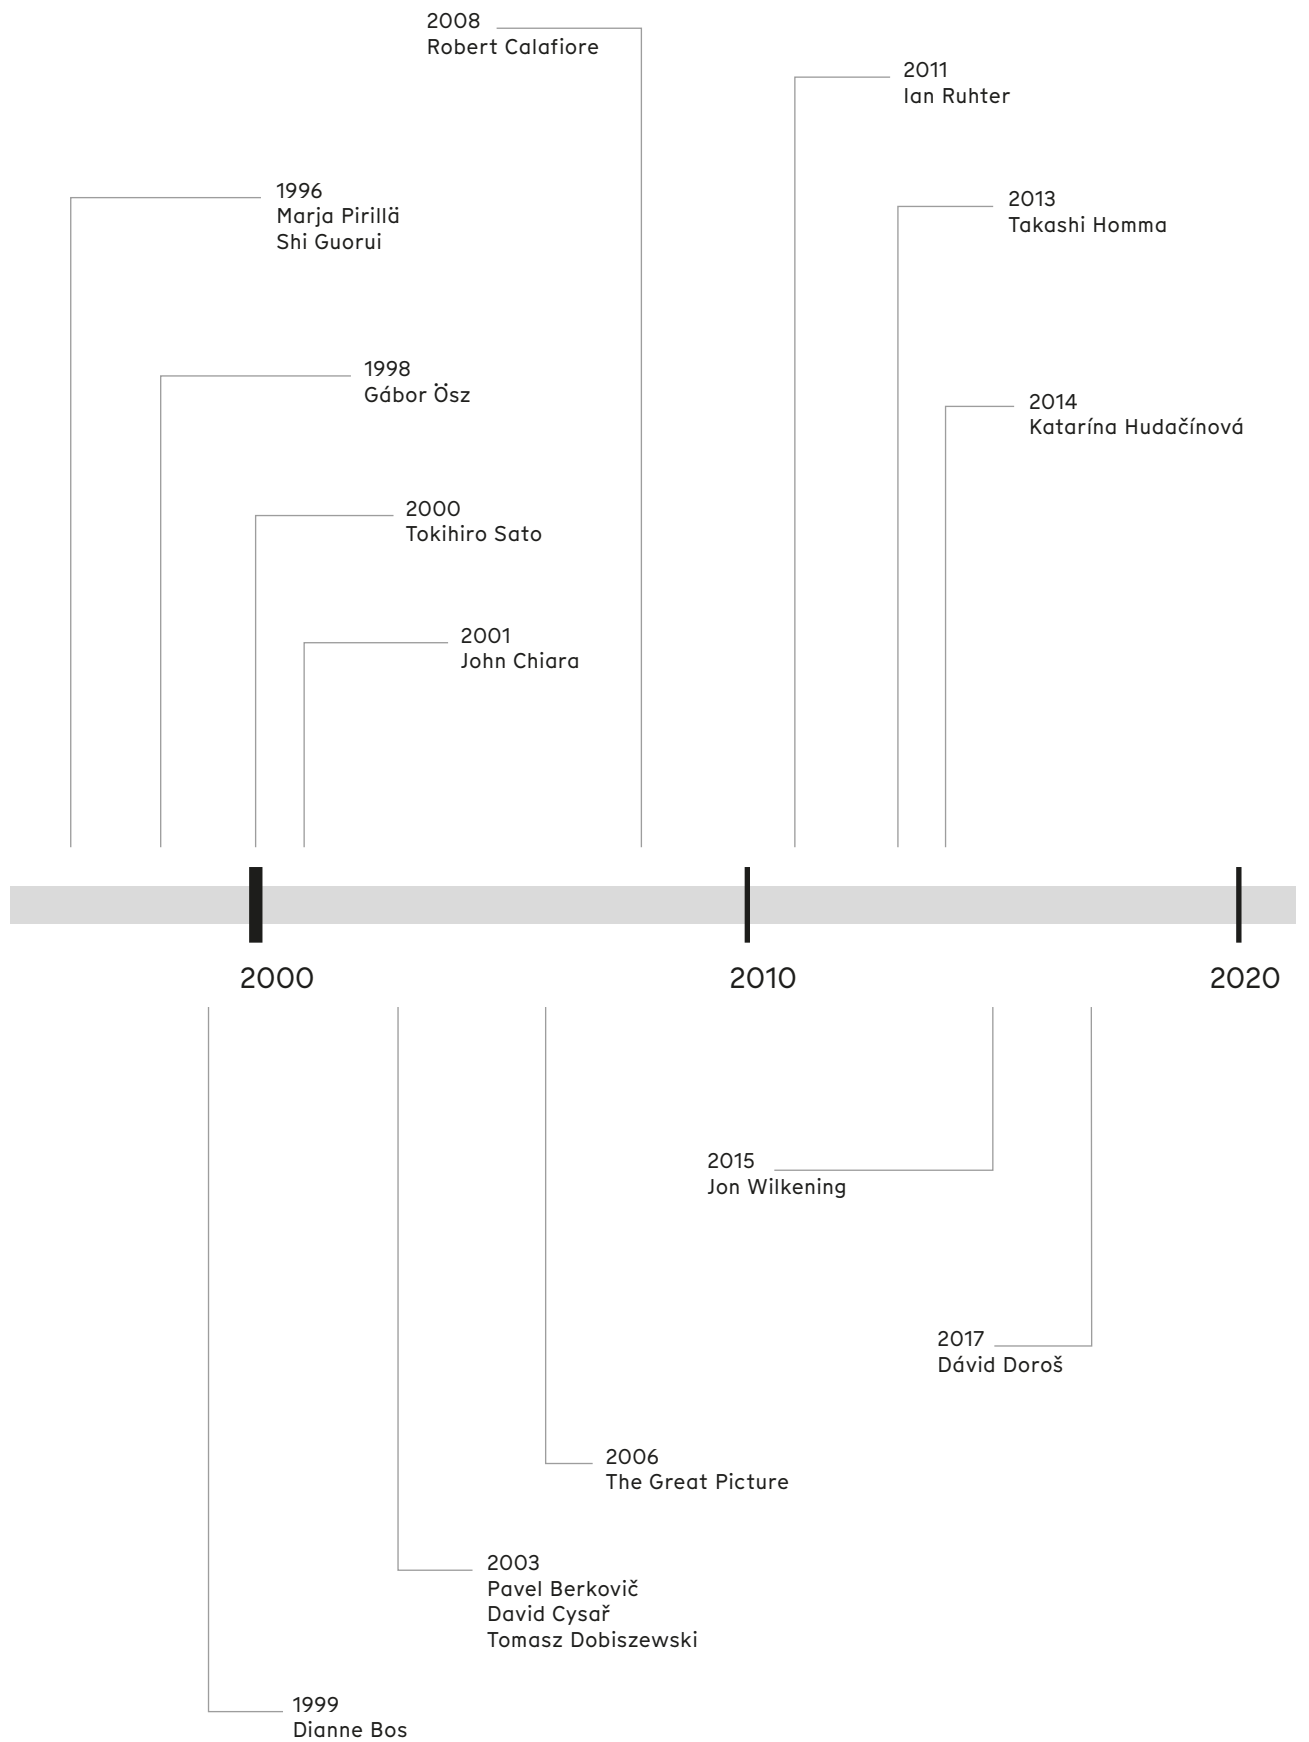 2008
Robert Calafiore
2011
Ian Ruhter
1996
Marja Pirillä
Shi Guorui
2013
Takashi Homma
1998
Gábor Ösz
2014
Katarína Hudačínová
2000
Tokihiro Sato
2001
John Chiara
2000
2010
2020
2015
Jon Wilkening
2017
Dávid Doroš
2006
The Great Picture
2003
Pavel Berkovič
David Cysař
Tomasz Dobiszewski
1999
Dianne Bos